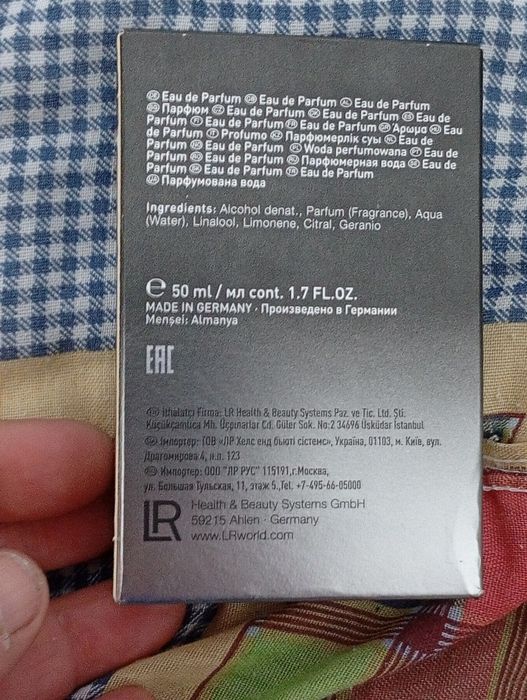 Eau de Parfum Eau de Parfum Eau de Parfum
Парфюм Eau de Parfum Eau de Parfum Eau de
Parfum Eau de Parfum Eau de Parfum Άρωμα Eau
de Parfum Profumo Парфюмерлік суы Eau de
Parfum Eau de Parfum Woda perfumowana Eau de
Parfum Eau de Parfum Парфюмерная вода Eau de
Parfum Eau de Parfum Eau de Parfum
Парфумована вода
Ingredients: Alcohol denat., Parfum (Fragrance), Aqua
(Water), Linalool, Limonene, Citral, Geranio
e 50 ml / мл cont. 1.7 FL.OZ.
MADE IN GERMANY · Произведено в Германии
Menşei: Almanya
EAC
İthalatçı Firma: LR Health & Beauty Systems Paz. ve Tic. Ltd. Şti.
Küçükçamlıca Mh. Üçpınarlar Cd. Güler Sok. No:2 34696 Üsküdar İstanbul
Імпортер: ТОВ «ЛР Хелс енд бьюті сістемс», Україна, 01103, м. Київ, вул.
Драгомирова 4, н.п. 123
Импортер: ООО "ЛР РУС" 115191, г.Москва,
ул. Большая Тульская, 11, этаж 5., Тел. +7-495-66-05000
LR Health & Beauty Systems GmbH
59215 Ahlen · Germany
www.LRworld.com